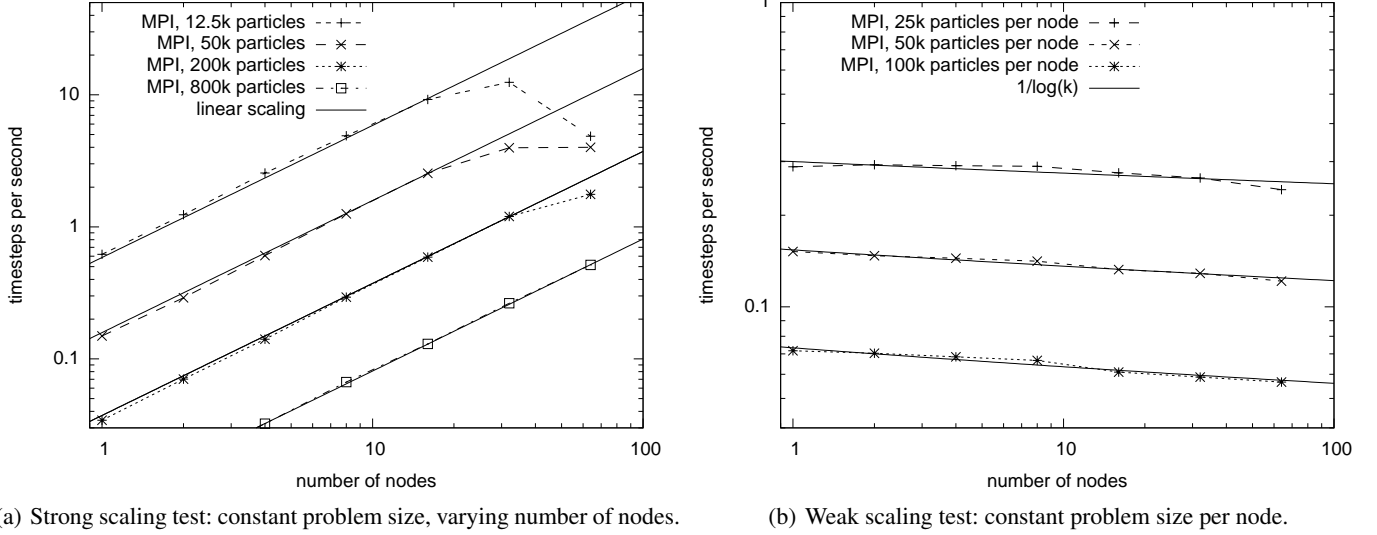 MPI, 12.5k particles
MPI, 50k particles
MPI, 200k particles
MPI, 800k particles
linear scaling
10
1
0.1
timesteps per second
1
10
100
number of nodes
(a) Strong scaling test: constant problem size, varying number of nodes.
MPI, 25k particles per node
MPI, 50k particles per node
MPI, 100k particles per node
1/log(k)
1
0.1
timesteps per second
1
10
100
number of nodes
(b) Weak scaling test: constant problem size per node.